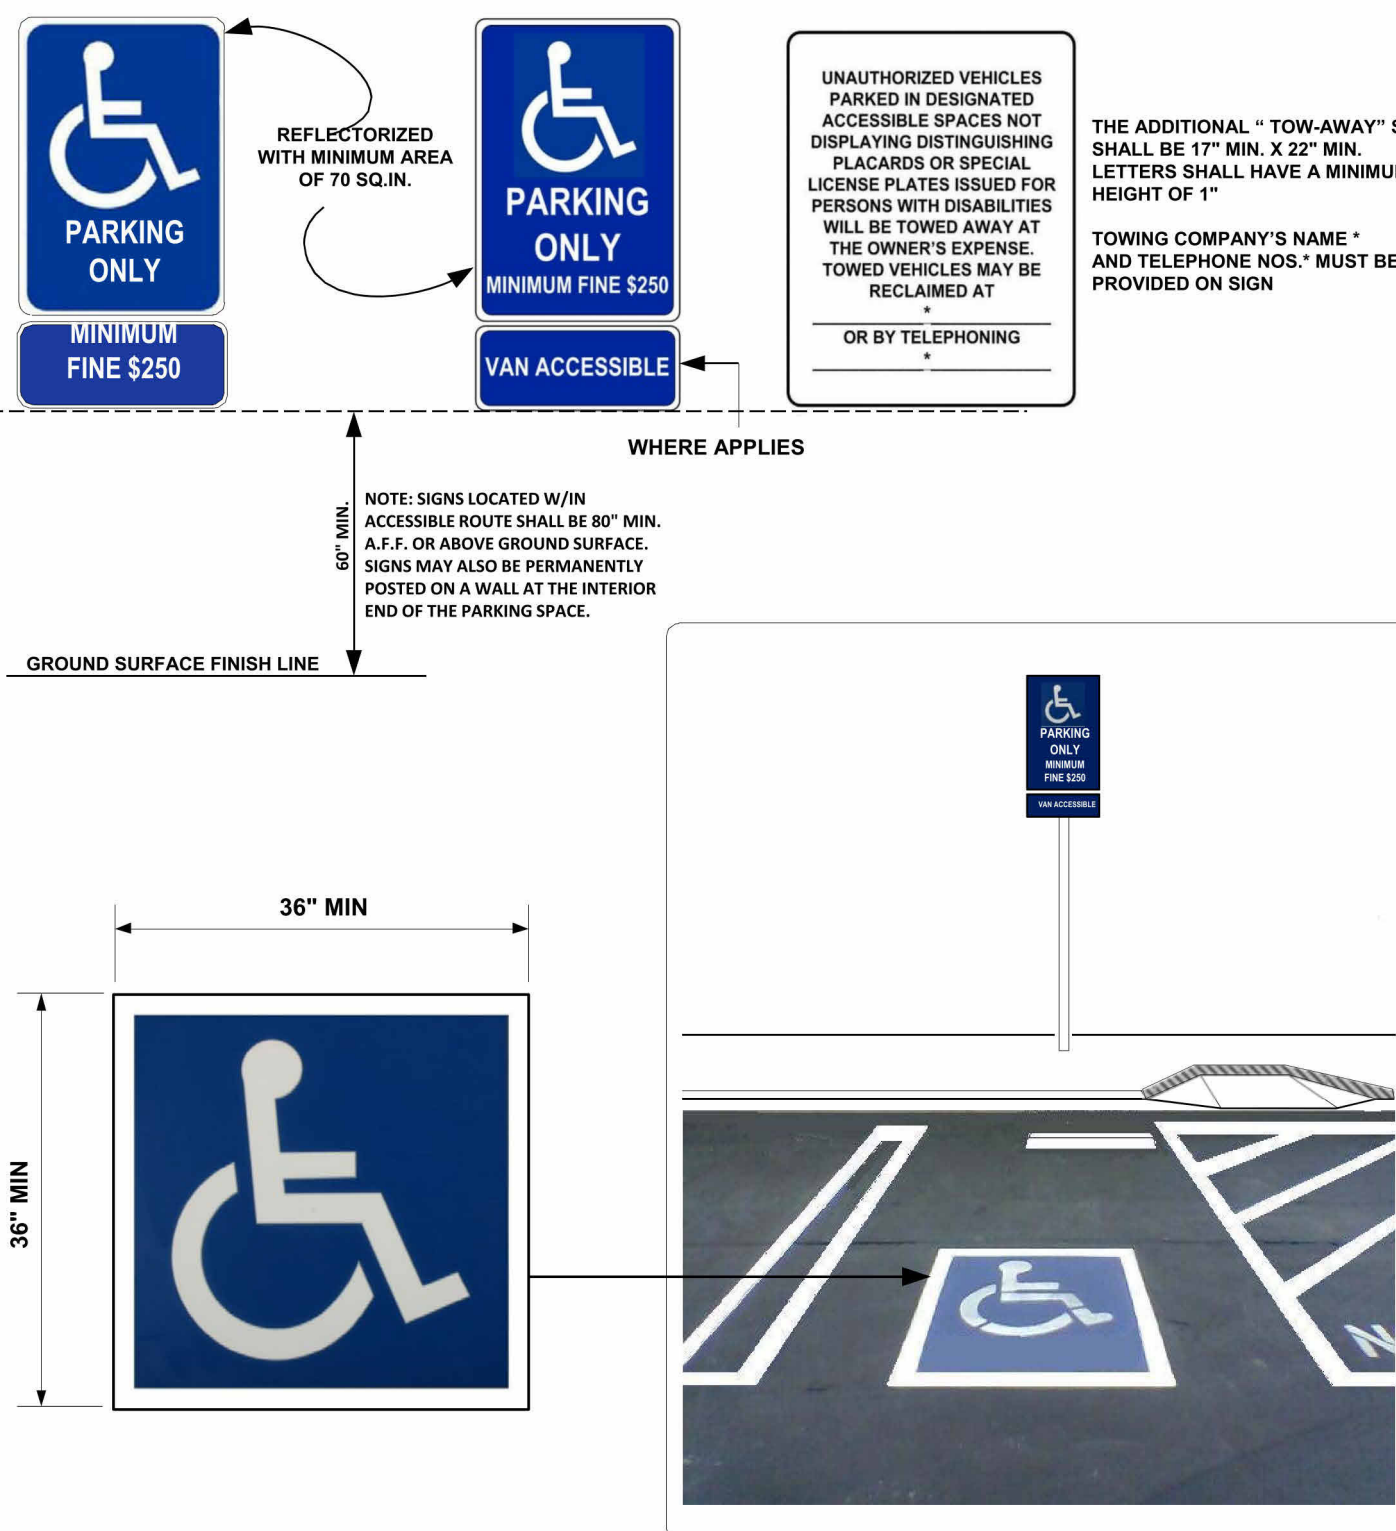 PARKING
ONLY
MINIMUM
FINE $250
REFLECTORIZED
WITH MINIMUM AREA
OF 70 SQ.IN.
PARKING
ONLY
MINIMUM FINE $250
VAN ACCESSIBLE
WHERE APPLIES
UNAUTHORIZED VEHICLES
PARKED IN DESIGNATED
ACCESSIBLE SPACES NOT
DISPLAYING DISTINGUISHING
PLACARDS OR SPECIAL
LICENSE PLATES ISSUED FOR
PERSONS WITH DISABILITIES
WILL BE TOWED AWAY AT
THE OWNER'S EXPENSE.
TOWED VEHICLES MAY BE
RECLAIMED AT
*
OR BY TELEPHONING
*
THE ADDITIONAL “ TOW-AWAY”
SHALL BE 17" MIN. X 22" MIN.
LETTERS SHALL HAVE A
HEIGHT OF 1"
TOWING COMPANY'S NAME *
AND TELEPHONE NOS.* MUST BE
PROVIDED ON SIGN
60" MIN.
NOTE: SIGNS LOCATED W/IN
ACCESSIBLE ROUTE SHALL BE 80" MIN.
A.F.F. OR ABOVE GROUND SURFACE.
SIGNS MAY ALSO BE PERMANENTLY
POSTED ON A WALL AT THE INTERIOR
END OF THE PARKING SPACE.
GROUND SURFACE FINISH LINE
PARKING
ONLY
MINIMUM
FINE $250
VAN ACCESSIBLE
36" MIN
36" MIN